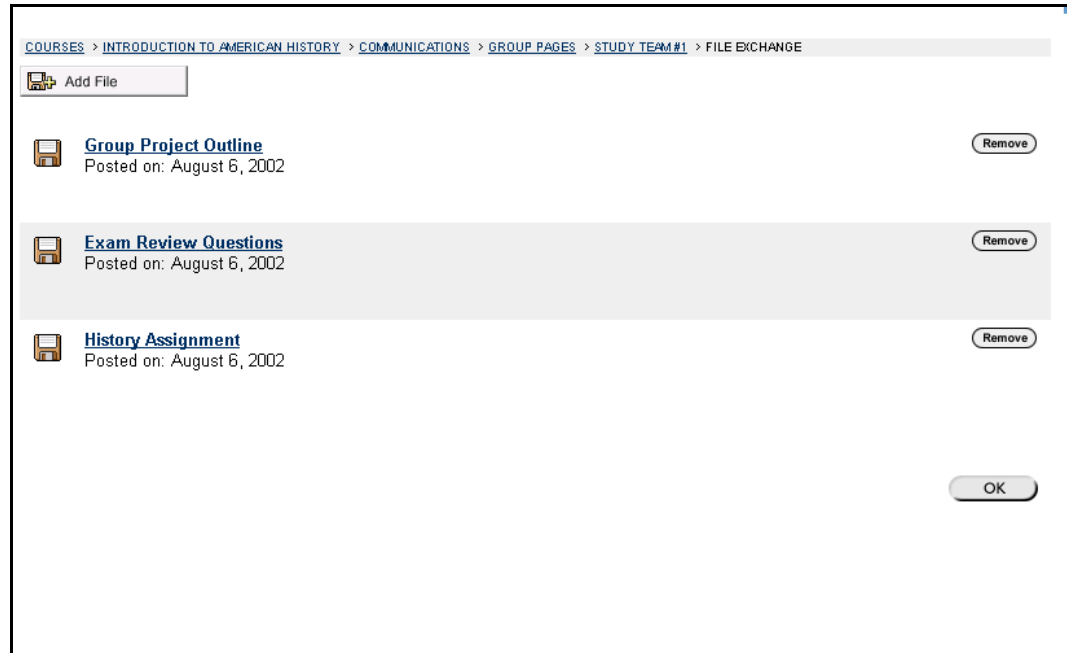 COURSES > INTRODUCTION TO AMERICAN HISTORY > COMMUNICATIONS > GROUP PAGES > STUDY TEAM #1 > FILE EXCHANGE
Add File
Group Project Outline Remove
Posted on: August 6, 2002
Exam Review Questions Remove
Posted on: August 6, 2002
History Assignment Remove
Posted on: August 6, 2002
OK